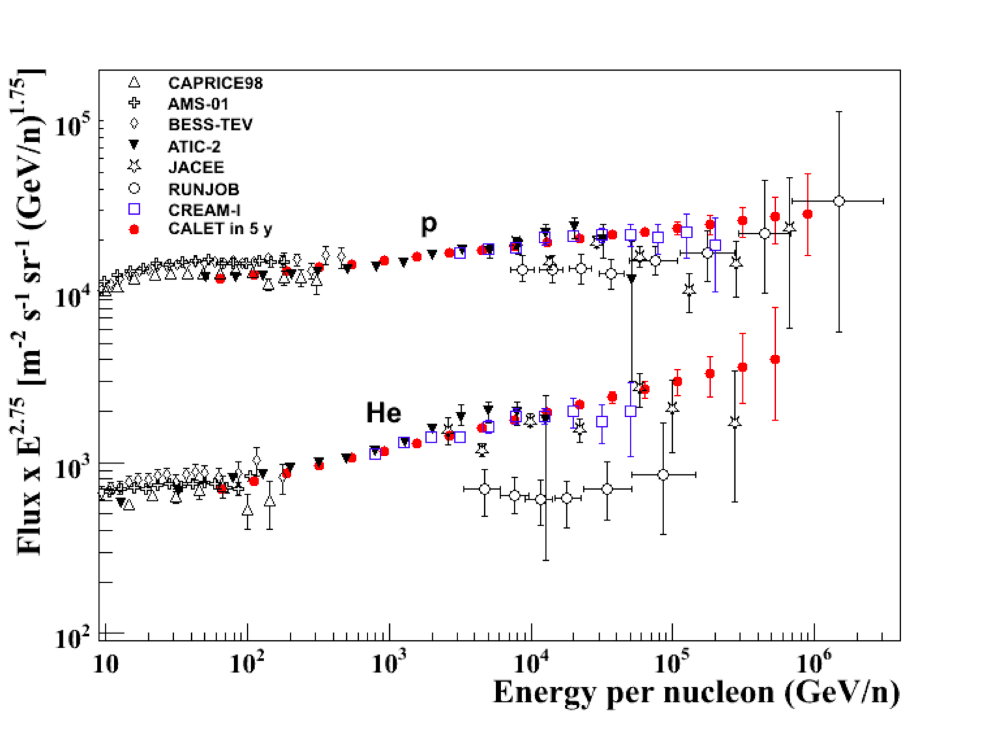 CAPRICE98
AMS-01
BESS-TEV
ATIC-2
JACEE
RUNJOB
CREAM-I
CALET in 5 y
p
He
Flux x E^2.75 [m^-2 s^-1 sr^-1 (GeV/n)^1.75]
10^5
10^4
10^3
10^2
10 10^2 10^3 10^4 10^5 10^6
Energy per nucleon (GeV/n)